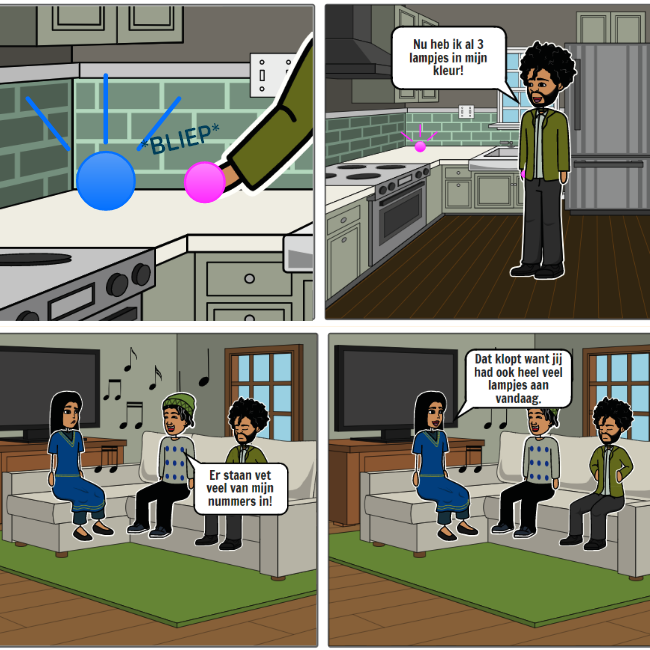 *BLIEP*
Nu heb ik al 3
lampjes in mijn
kleur!
Er staan vet
veel van mijn
nummers in!
Dat klopt want jij
had ook heel veel
lampjes aan
vandaag.